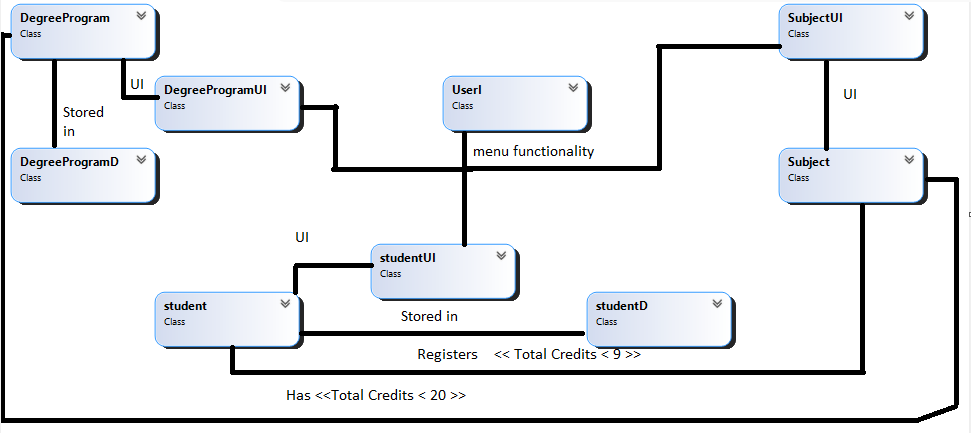 DegreeProgram
Class
SubjectUI
Class
UI
DegreeProgramUI
Class
UserI
Class
UI
Stored
in
menu functionality
DegreeProgramD
Class
Subject
Class
UI
studentUI
Class
student
Class
studentD
Class
Stored in
Registers << Total Credits < 9 >>
Has <<Total Credits < 20 >>